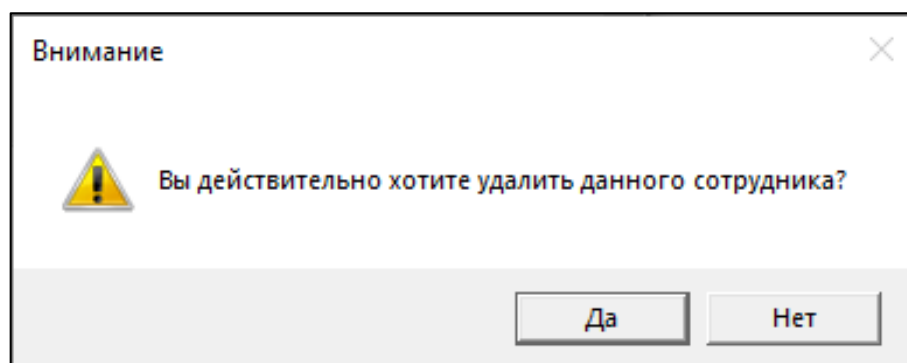 Внимание
Вы действительно хотите удалить данного сотрудника?
Да
Нет